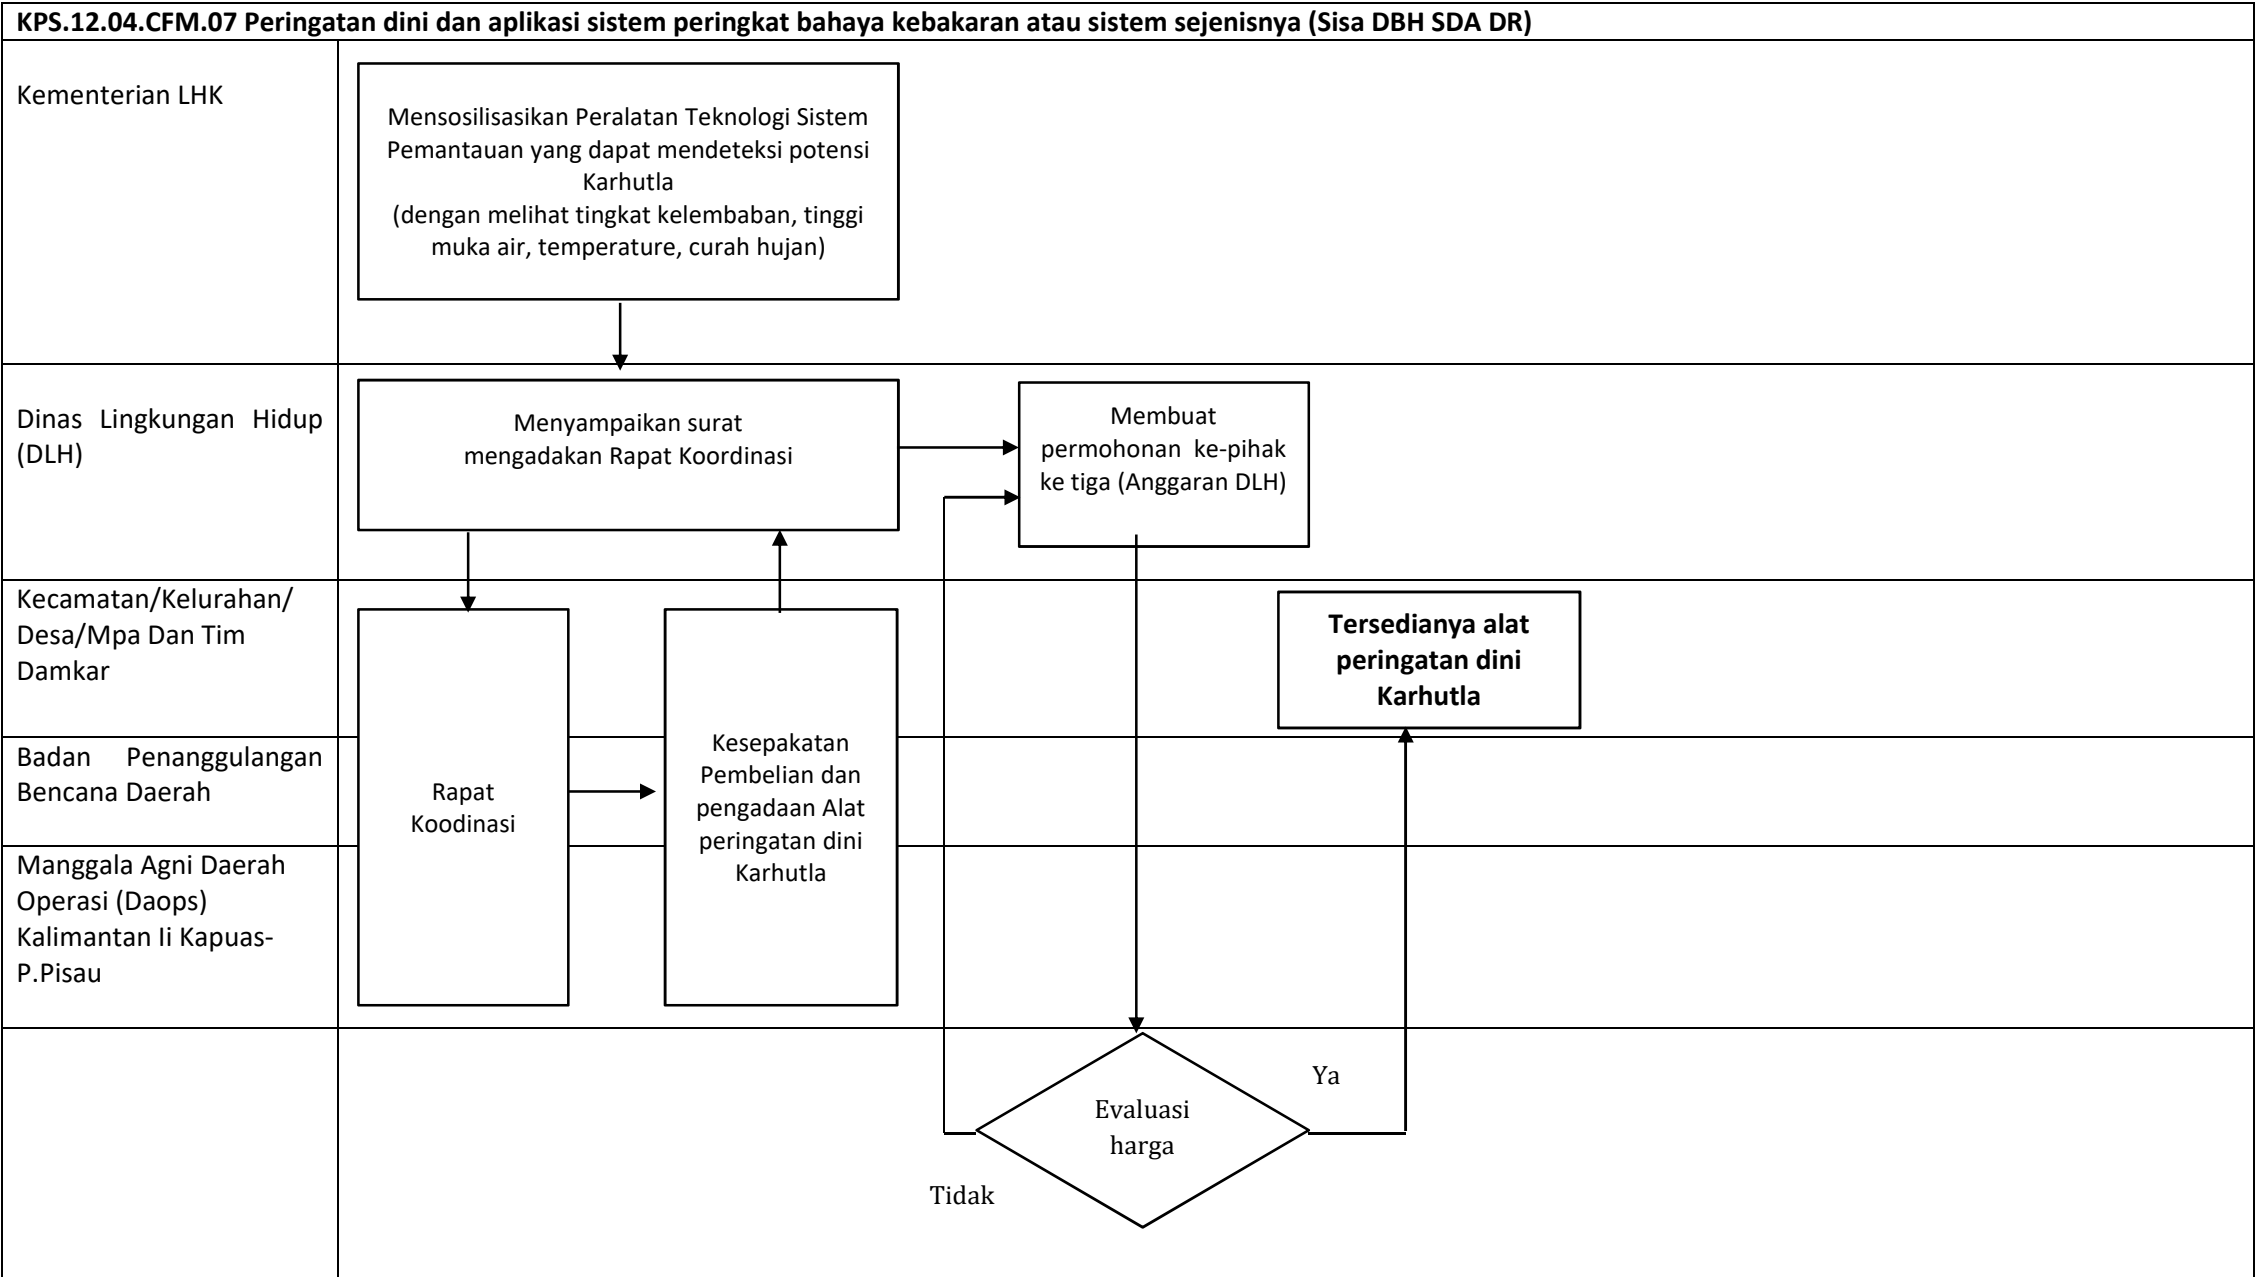 KPS.12.04.CFM.07 Peringatan dini dan aplikasi sistem peringkat bahaya kebakaran atau sistem sejenisnya (Sisa DBH SDA DR)
Kementerian LHK
Mensosilisasikan Peralatan Teknologi Sistem
Pemantauan yang dapat mendeteksi potensi
Karhutla
(dengan melihat tingkat kelembaban, tinggi
muka air, temperature, curah hujan)
Dinas Lingkungan Hidup
(DLH)
Menyampaikan surat
mengadakan Rapat Koordinasi
Membuat
permohonan ke-pihak
ke tiga (Anggaran DLH)
Kecamatan/Kelurahan/
Desa/Mpa Dan Tim
Damkar
Tersedianya alat
peringatan dini
Karhutla
Badan Penanggulangan
Bencana Daerah
Rapat
Koodinasi
Kesepakatan
Pembelian dan
pengadaan Alat
peringatan dini
Karhutla
Manggala Agni Daerah
Operasi (Daops)
Kalimantan Ii Kapuas-
P.Pisau
Ya
Evaluasi
harga
Tidak